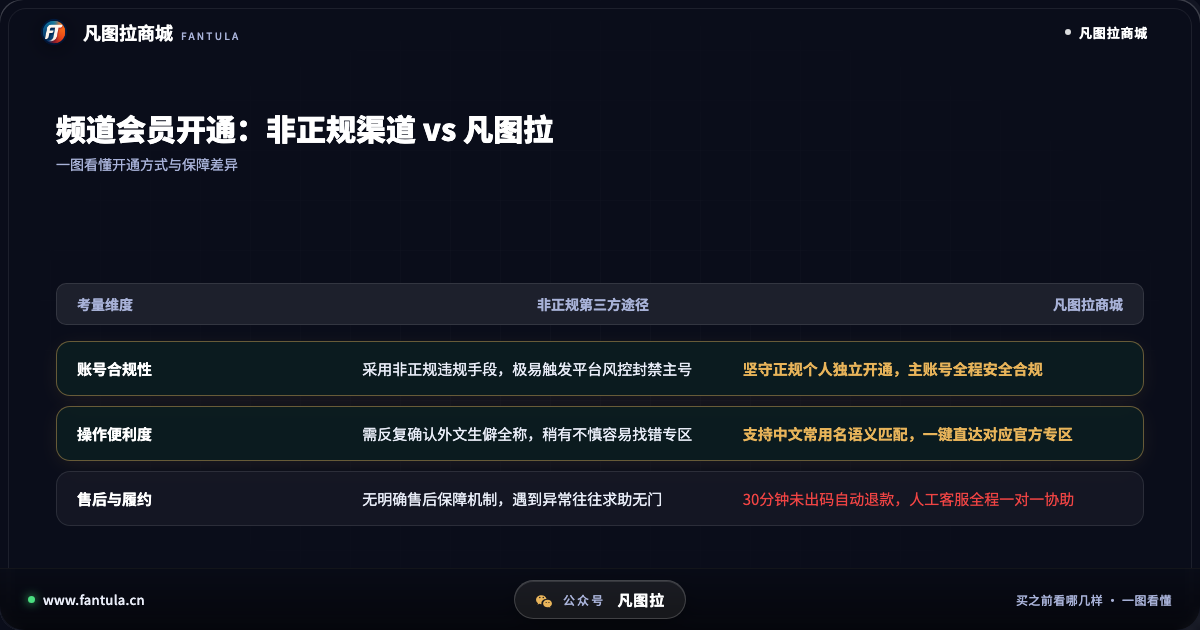 凡图拉商城 FANTULA
凡图拉商城
频道会员开通：非正规渠道 vs 凡图拉
一图看懂开通方式与保障差异
考量维度 非正规第三方途径 凡图拉商城
账号合规性 采用非正规违规手段，极易触发平台风控封禁主号 坚守正规个人独立开通，主账号全程安全合规
操作便利度 需反复确认外文生僻全称，稍有不慎容易找错专区 支持中文常用名语义匹配，一键直达对应官方专区
售后与履约 无明确售后保障机制，遇到异常往往求助无门 30分钟未出码自动退款，人工客服全程一对一协助
www.fantula.cn 公众号 凡图拉 买之前看哪几样 · 一图看懂